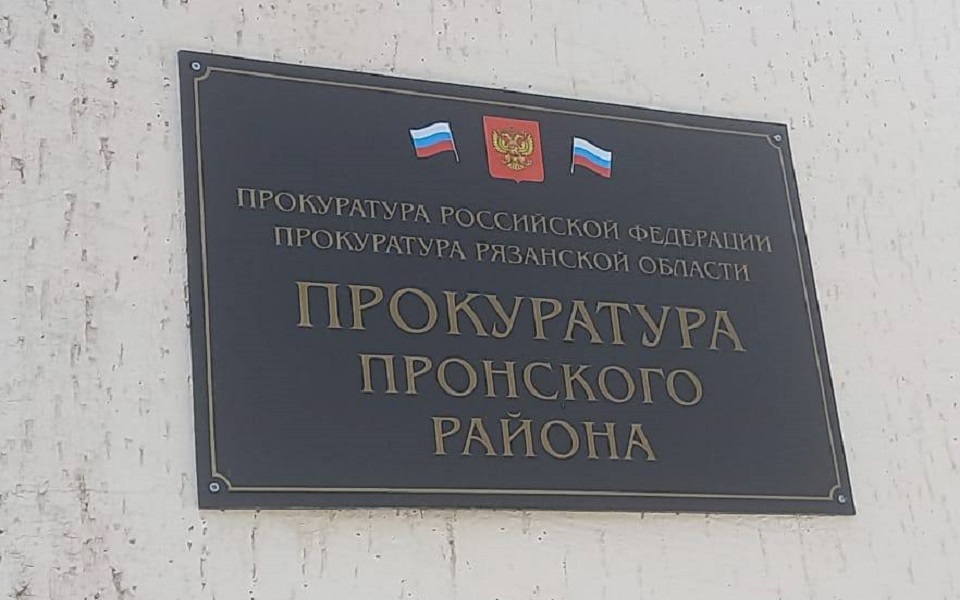 ПРОКУРАТУРА РОССИЙСКОЙ ФЕДЕРАЦИИ
ПРОКУРАТУРА РЯЗАНСКОЙ ОБЛАСТИ
ПРОКУРАТУРА
ПРОНСКОГО
РАЙОНА